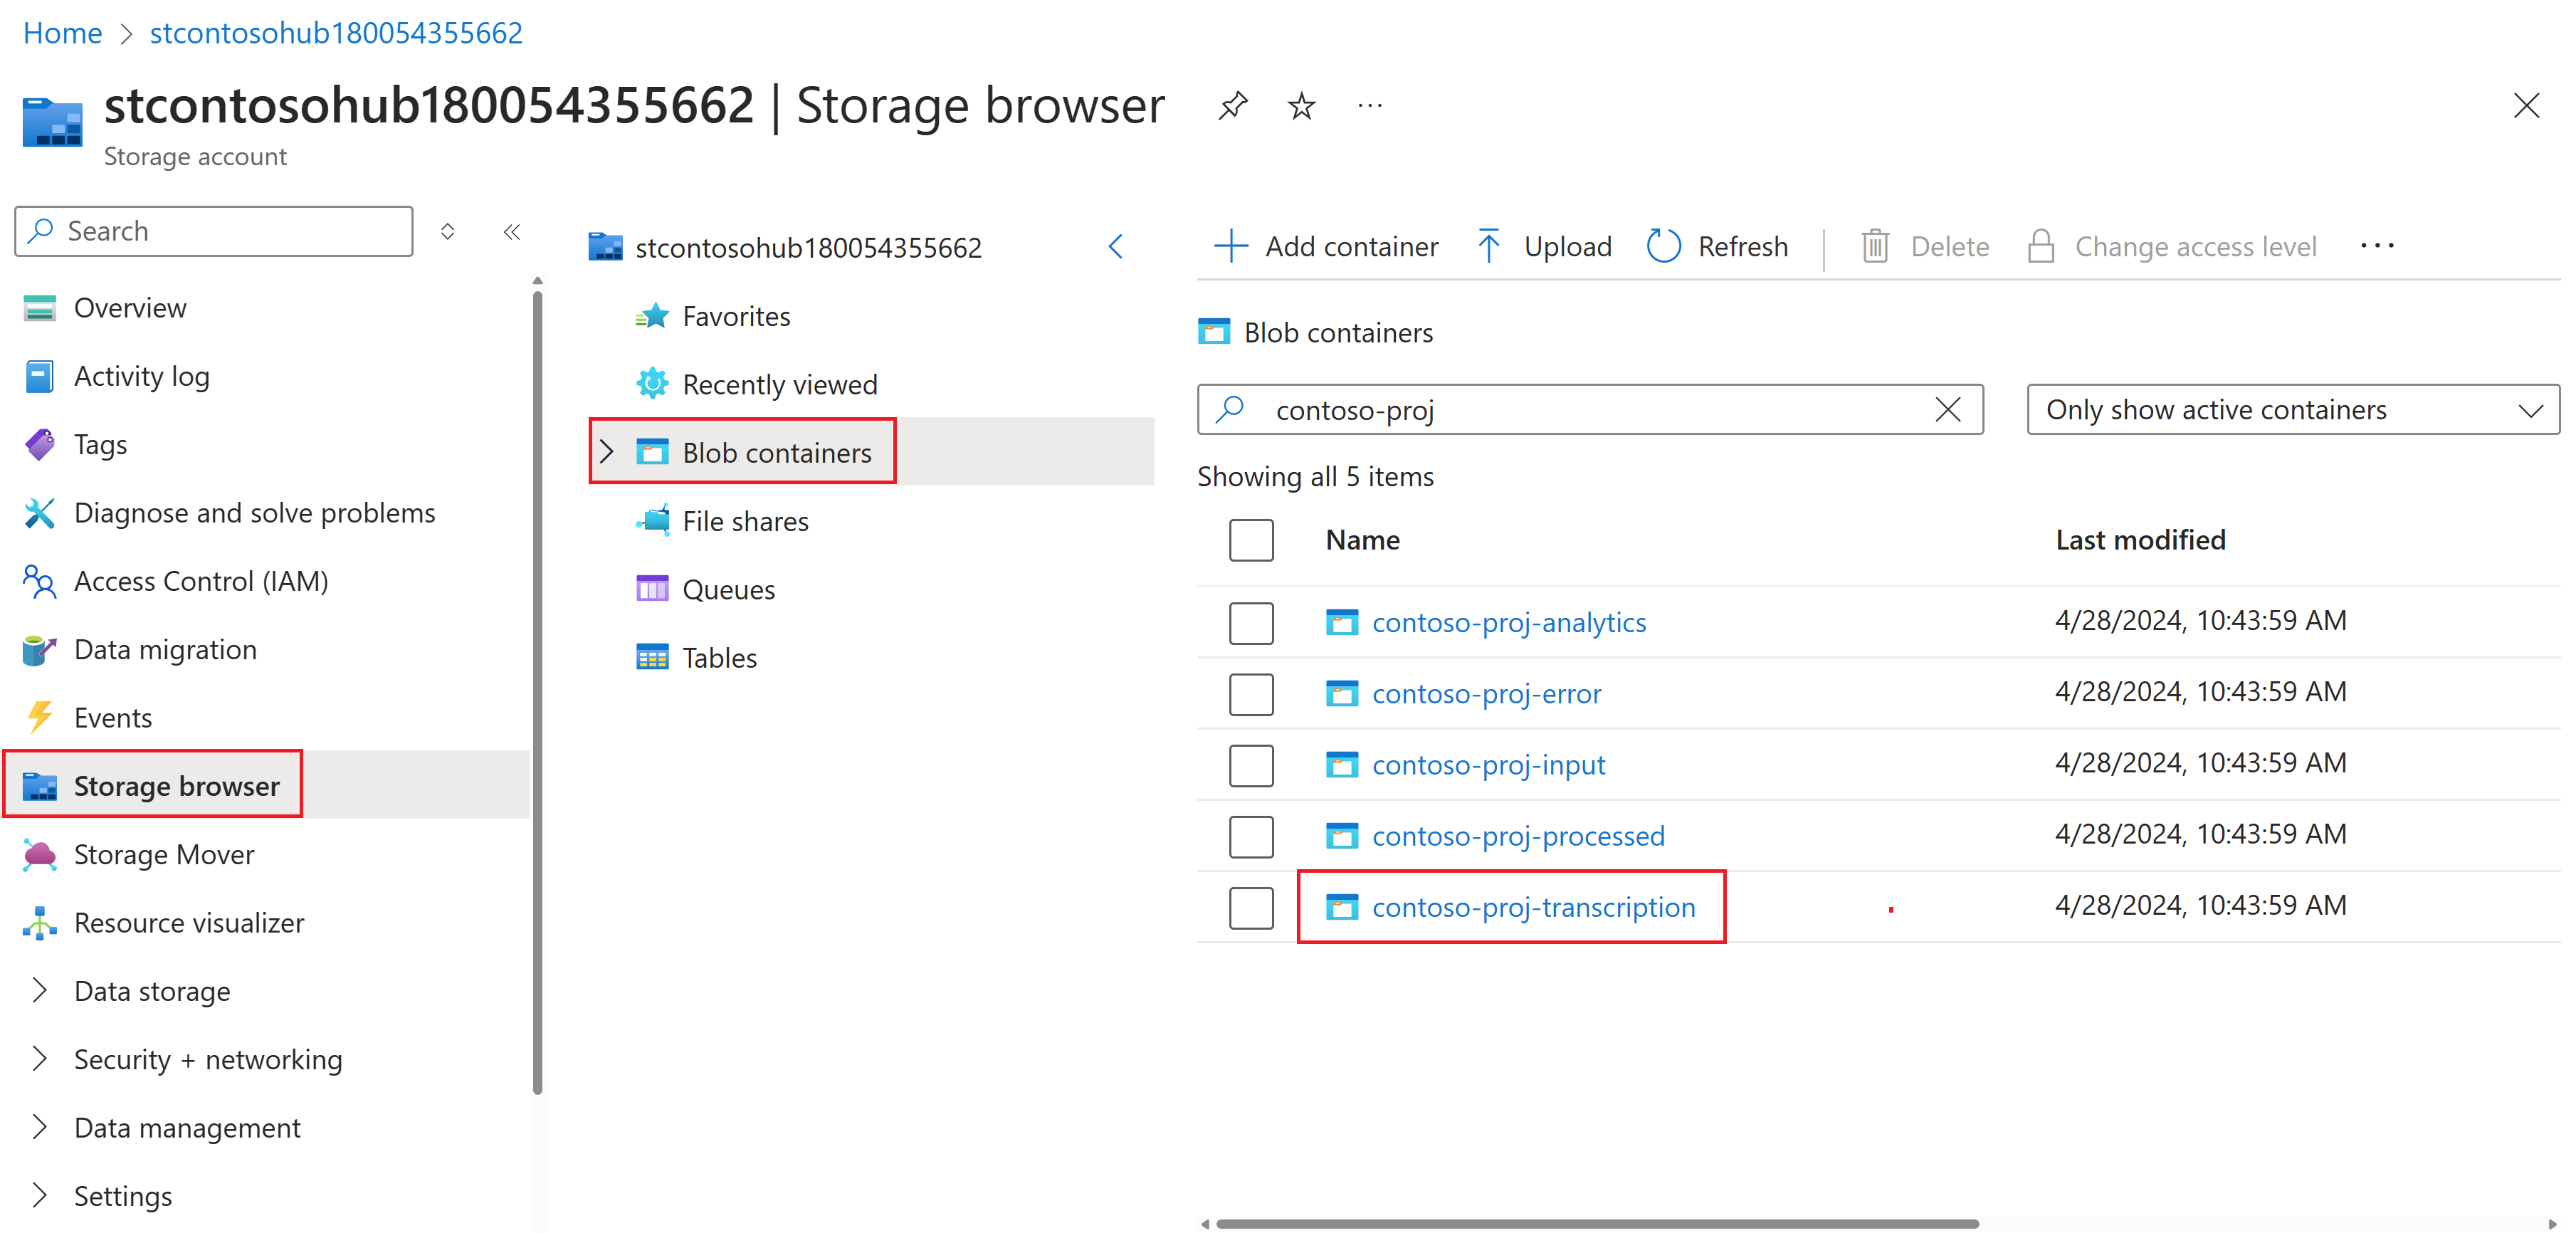 Home > stcontosohub180054355662
stcontosohub180054355662 | Storage browser
Storage account
Search
Overview
Activity log
Tags
Diagnose and solve problems
Access Control (IAM)
Data migration
Events
Storage browser
Storage Mover
Resource visualizer
Data storage
Security + networking
Data management
Settings
stcontosohub180054355662
Favorites
Recently viewed
Blob containers
File shares
Queues
Tables
Add container Upload Refresh Delete Change access level
Blob containers
contoso-proj Only show active containers
Showing all 5 items
Name Last modified
contoso-proj-analytics 4/28/2024, 10:43:59 AM
contoso-proj-error 4/28/2024, 10:43:59 AM
contoso-proj-input 4/28/2024, 10:43:59 AM
contoso-proj-processed 4/28/2024, 10:43:59 AM
contoso-proj-transcription 4/28/2024, 10:43:59 AM